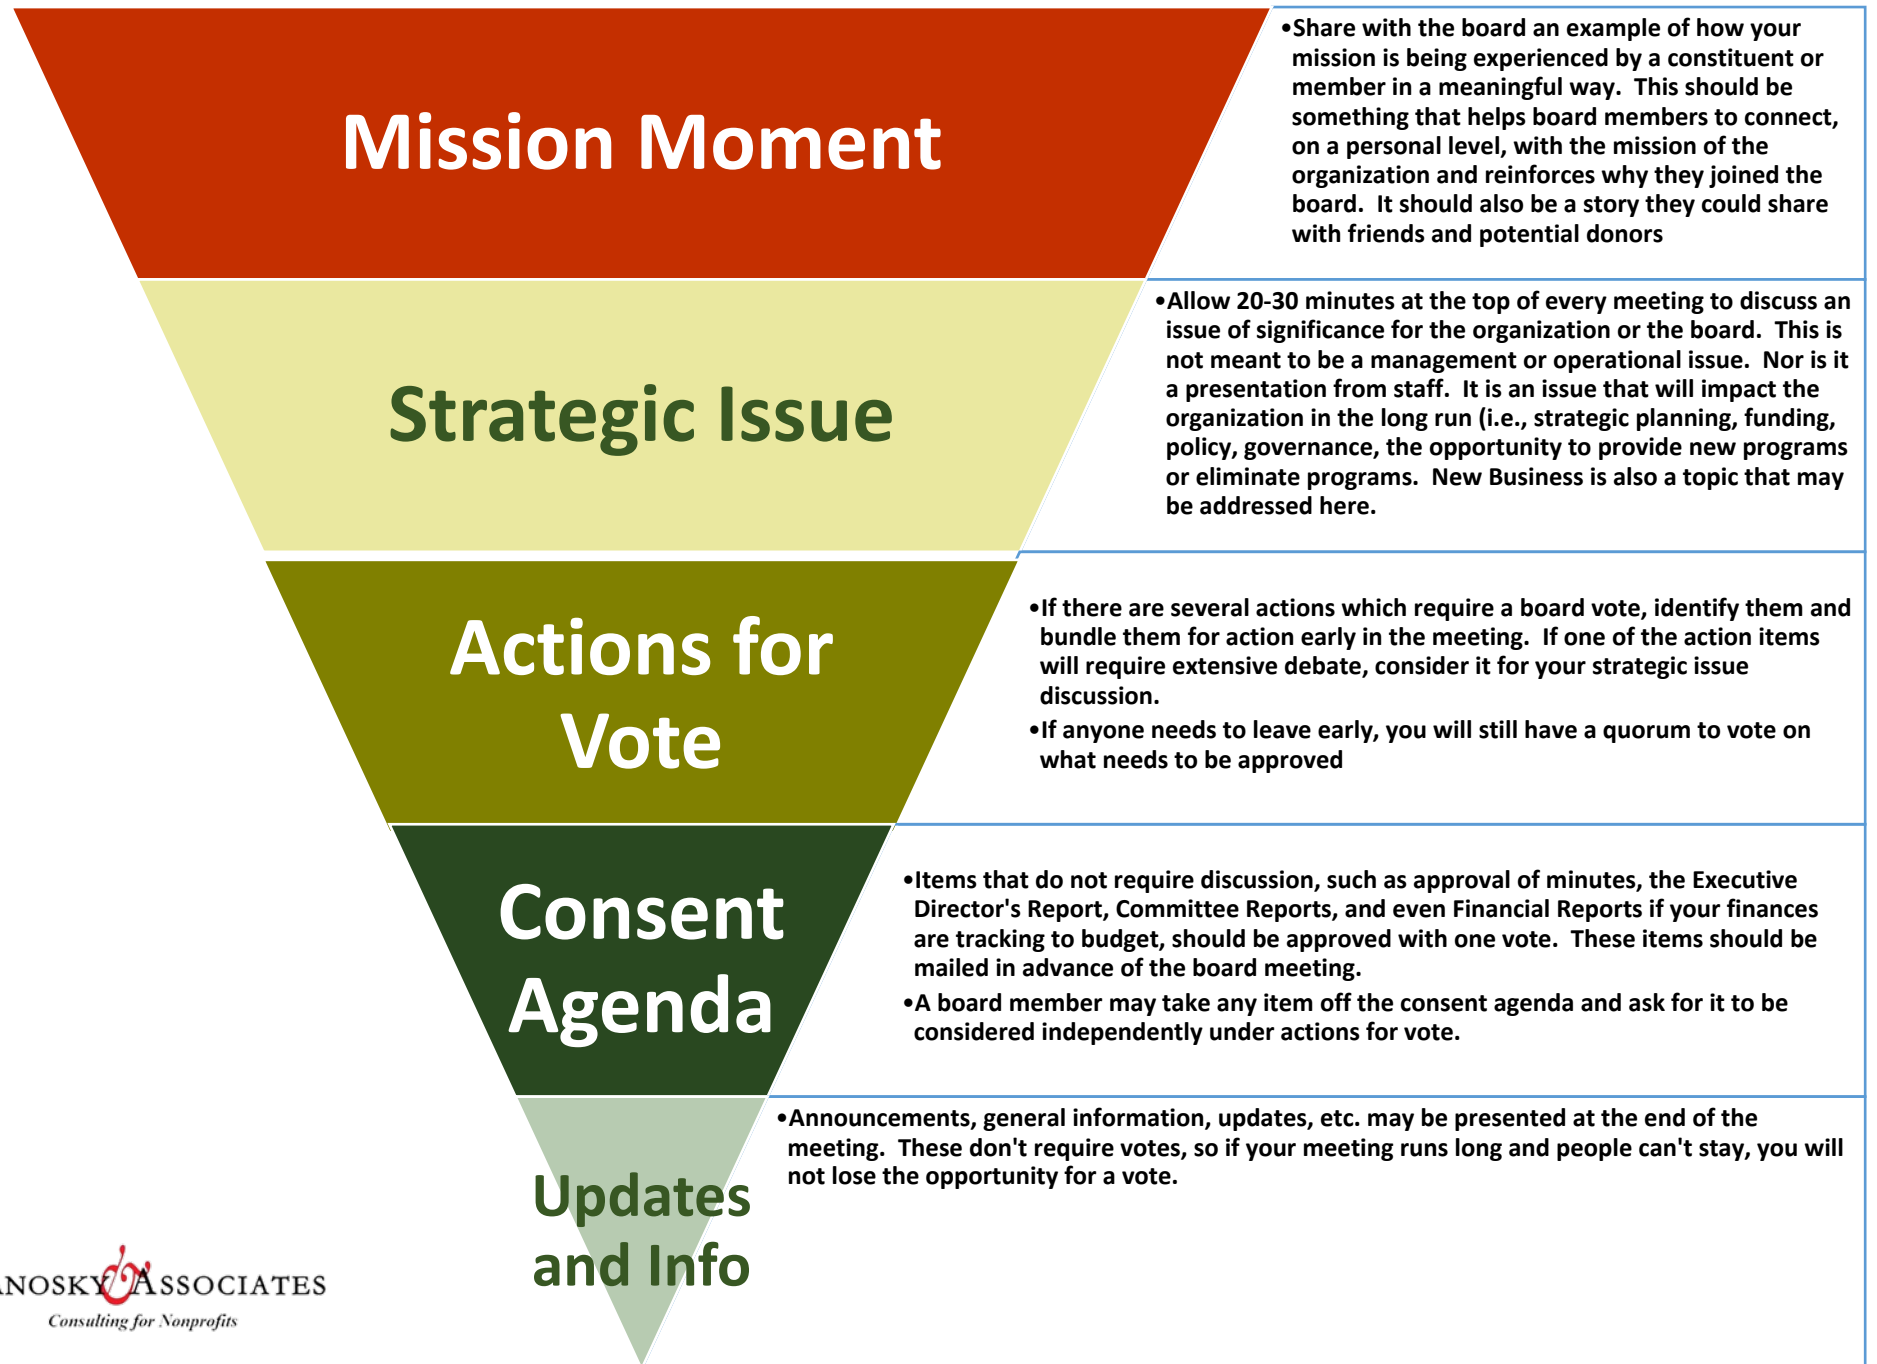 Mission Moment
•Share with the board an example of how your
mission is being experienced by a constituent or
member in a meaningful way.  This should be
something that helps board members to connect,
on a personal level, with the mission of the
organization and reinforces why they joined the
board.  It should also be a story they could share
with friends and potential donors
Strategic Issue
•Allow 20-30 minutes at the top of every meeting to discuss an
issue of significance for the organization or the board.  This is
not meant to be a management or operational issue.  Nor is it
a presentation from staff.  It is an issue that will impact the
organization in the long run (i.e., strategic planning, funding,
policy, governance, the opportunity to provide new programs
or eliminate programs.  New Business is also a topic that may
be addressed here.
Actions for
Vote
•If there are several actions which require a board vote, identify them and
bundle them for action early in the meeting.  If one of the action items
will require extensive debate, consider it for your strategic issue
discussion.
•If anyone needs to leave early, you will still have a quorum to vote on
what needs to be approved
Consent
Agenda
•Items that do not require discussion, such as approval of minutes, the Executive
Director's Report, Committee Reports, and even Financial Reports if your finances
are tracking to budget, should be approved with one vote.  These items should be
mailed in advance of the board meeting.
•A board member may take any item off the consent agenda and ask for it to be
considered independently under actions for vote.
Updates
and Info
•Announcements, general information, updates, etc. may be presented at the end of the
meeting.  These don't require votes, so if your meeting runs long and people can't stay, you will
not lose the opportunity for a vote.
NOSKY & ASSOCIATES
Consulting for Nonprofits